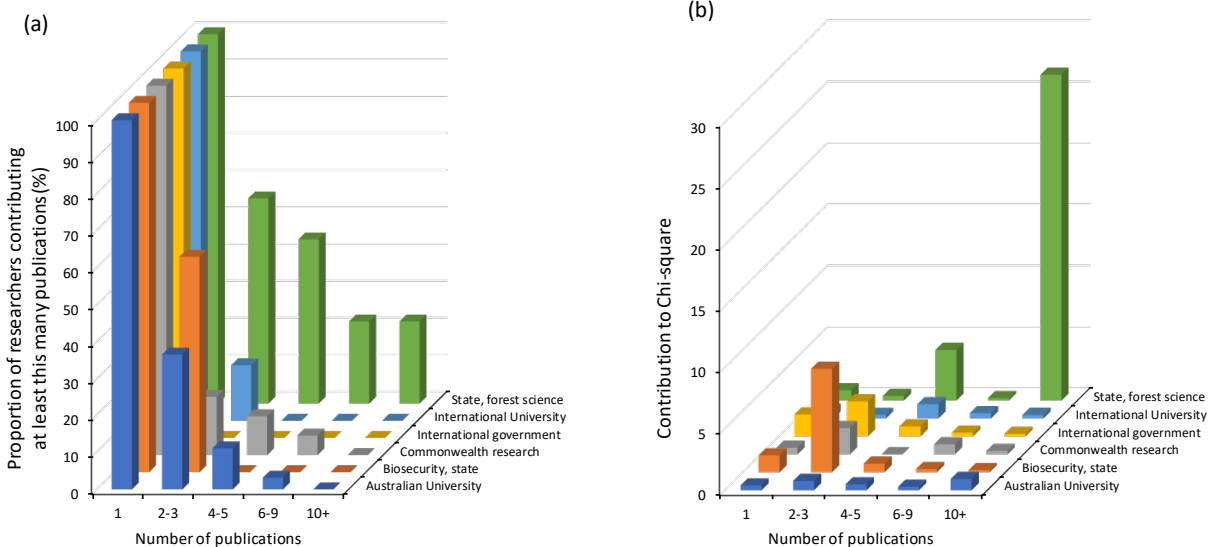 (a)
Proportion of researchers contributing
at least this many publications (%)
100
90
80
70
60
50
40
30
20
10
0
1 2-3 4-5 6-9 10+
Number of publications
State, forest science
International University
International government
Commonwealth research
Biosecurity, state
Australian University
(b)
Contribution to Chi-square
30
25
20
15
10
5
0
1 2-3 4-5 6-9 10+
Number of publications
State, forest science
International University
International government
Commonwealth research
Biosecurity, state
Australian University